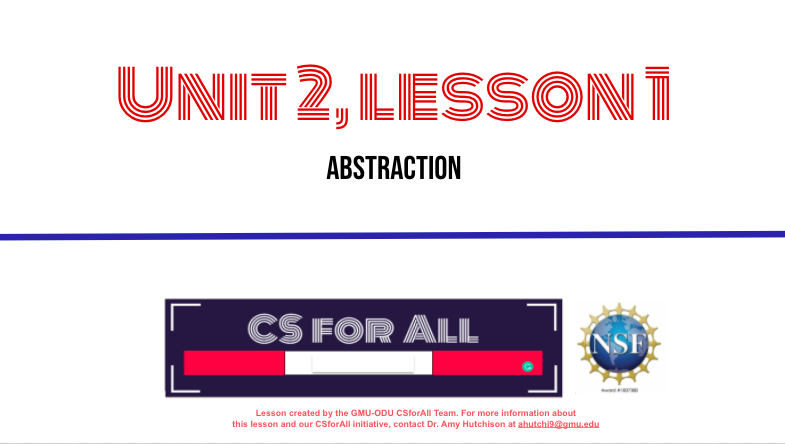 Unit 2, Lesson 1
ABSTRACTION
CS for All
NSF
Lesson created by the GMU-ODU CSforAll Team. For more information about
this lesson and our CSforAll initiative, contact Dr. Amy Hutchison at ahutchi9@gmu.edu